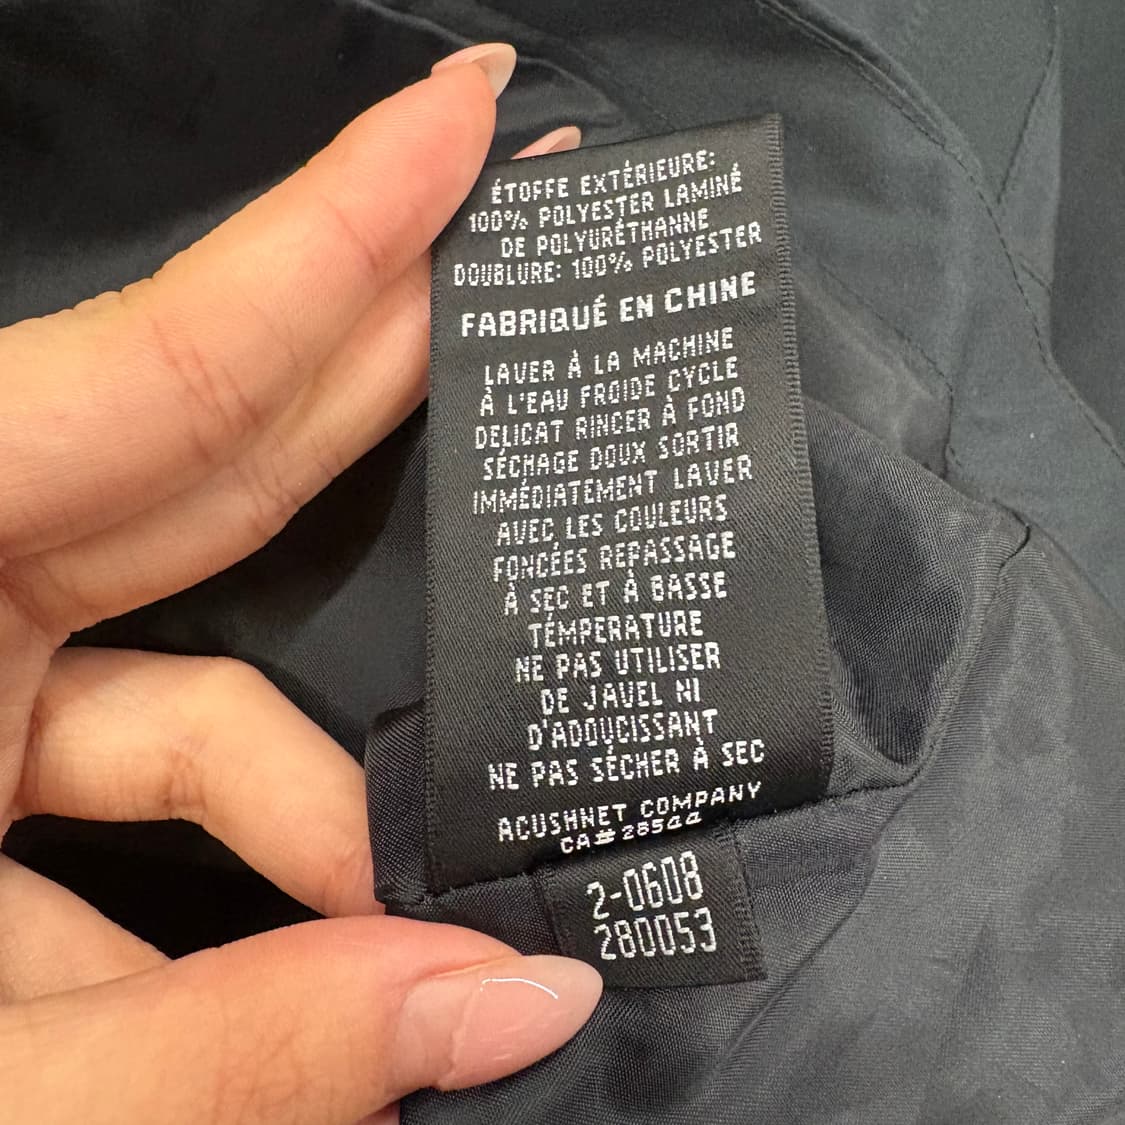 ÉTOFFE EXTÉRIEURE:
100% POLYESTER LAMINÉ
DE POLYURÉTHANNE
DOUBLURE: 100% POLYESTER
FABRIQUÉ EN CHINE
LAVER À LA MACHINE
À L'EAU FROIDE CYCLE
DELICAT RINCER À FOND
SÉCHAGE DOUX SORTIR
IMMÉDIATEMENT LAVER
AVEC LES COULEURS
FONCÉES REPASSAGE
À SEC ET À BASSE
TÉMPERATURE
NE PAS UTILISER
DE JAVEL NI
D'ADOUCISSANT
NE PAS SÉCHER À SEC
ACUSHNET COMPANY
CA#28544
2-0608
280053